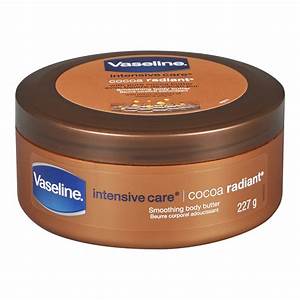 Vaseline.
intensive care®
cocoa radiant®
Vaseline.
intensive care® | cocoa radiant®
Smoothing body butter
Beurre corporel adoucissant
227 g